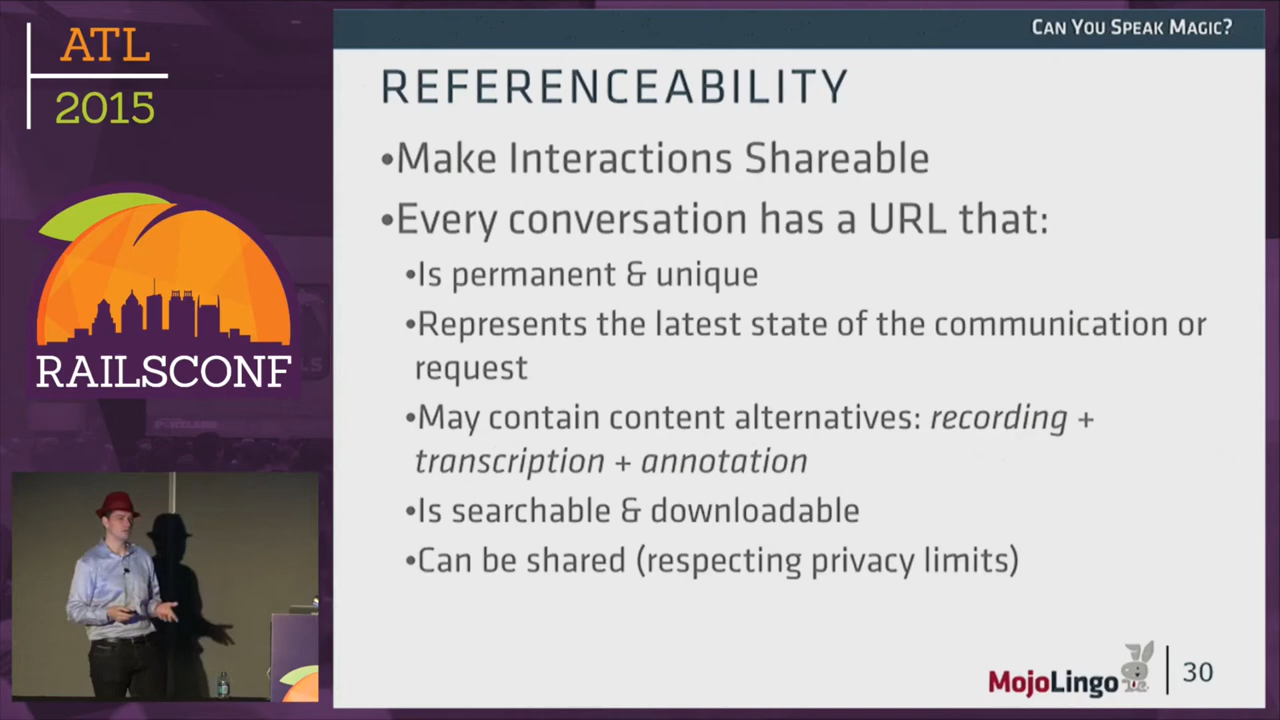 ATL
2015
RAILSCONF
CAN YOU SPEAK MAGIC?
REFERENCEABILITY
•Make Interactions Shareable
•Every conversation has a URL that:
•Is permanent & unique
•Represents the latest state of the communication or
request
•May contain content alternatives: recording +
transcription + annotation
•Is searchable & downloadable
•Can be shared (respecting privacy limits)
MojoLingo
30